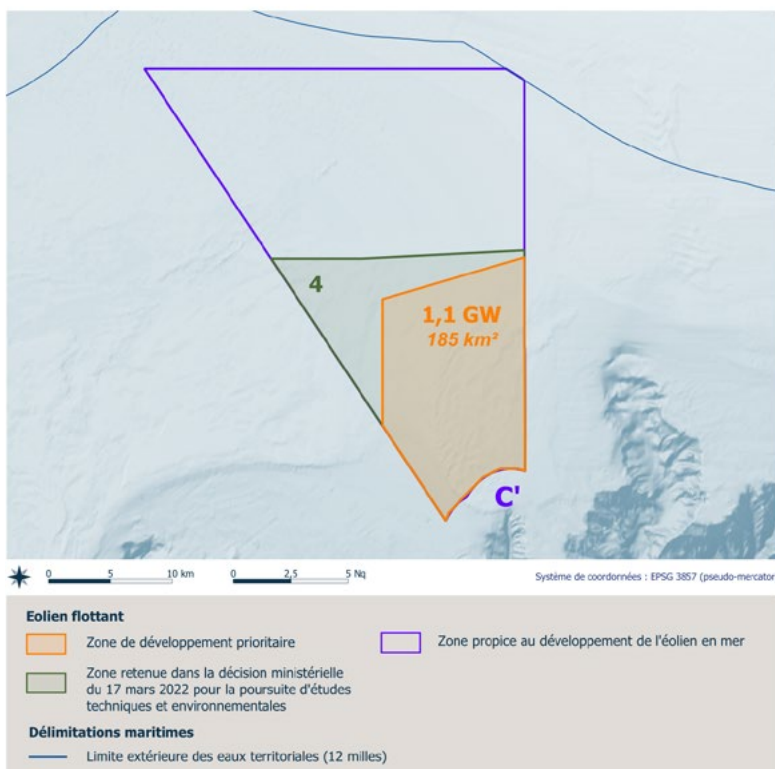 4
1,1 GW
185 km²
C'
0 5 10 km 0 2,5 5 Nq
Système de coordonnées : EPSG 3857 (pseudo-mercator
Eolien flottant
Zone de développement prioritaire
Zone propice au développement de l'éolien en mer
Zone retenue dans la décision ministérielle
du 17 mars 2022 pour la poursuite d'études
techniques et environnementales
Délimitations maritimes
Limite extérieure des eaux territoriales (12 milles)